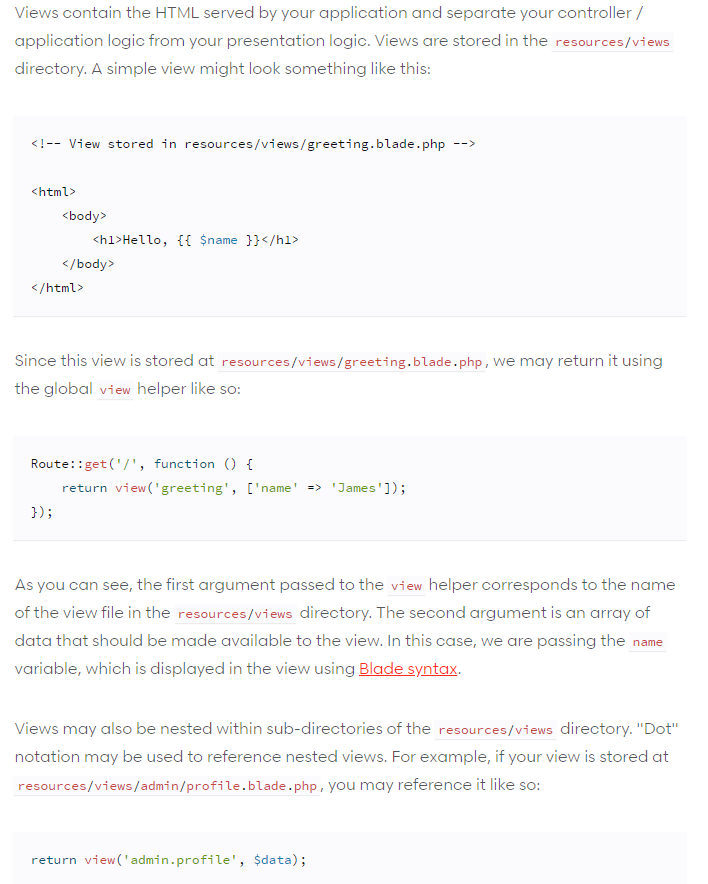 Views contain the HTML served by your application and separate your controller /
application logic from your presentation logic. Views are stored in the resources/views
directory. A simple view might look something like this:
<!-- View stored in resources/views/greeting.blade.php -->
<html>
    <body>
        <h1>Hello, {{ $name }}</h1>
    </body>
</html>
Since this view is stored at resources/views/greeting.blade.php, we may return it using
the global view helper like so:
Route::get('/', function () {
    return view('greeting', ['name' => 'James']);
});
As you can see, the first argument passed to the view helper corresponds to the name
of the view file in the resources/views directory. The second argument is an array of
data that should be made available to the view. In this case, we are passing the name
variable, which is displayed in the view using Blade syntax.
Views may also be nested within sub-directories of the resources/views directory. "Dot"
notation may be used to reference nested views. For example, if your view is stored at
resources/views/admin/profile.blade.php, you may reference it like so:
return view('admin.profile', $data);